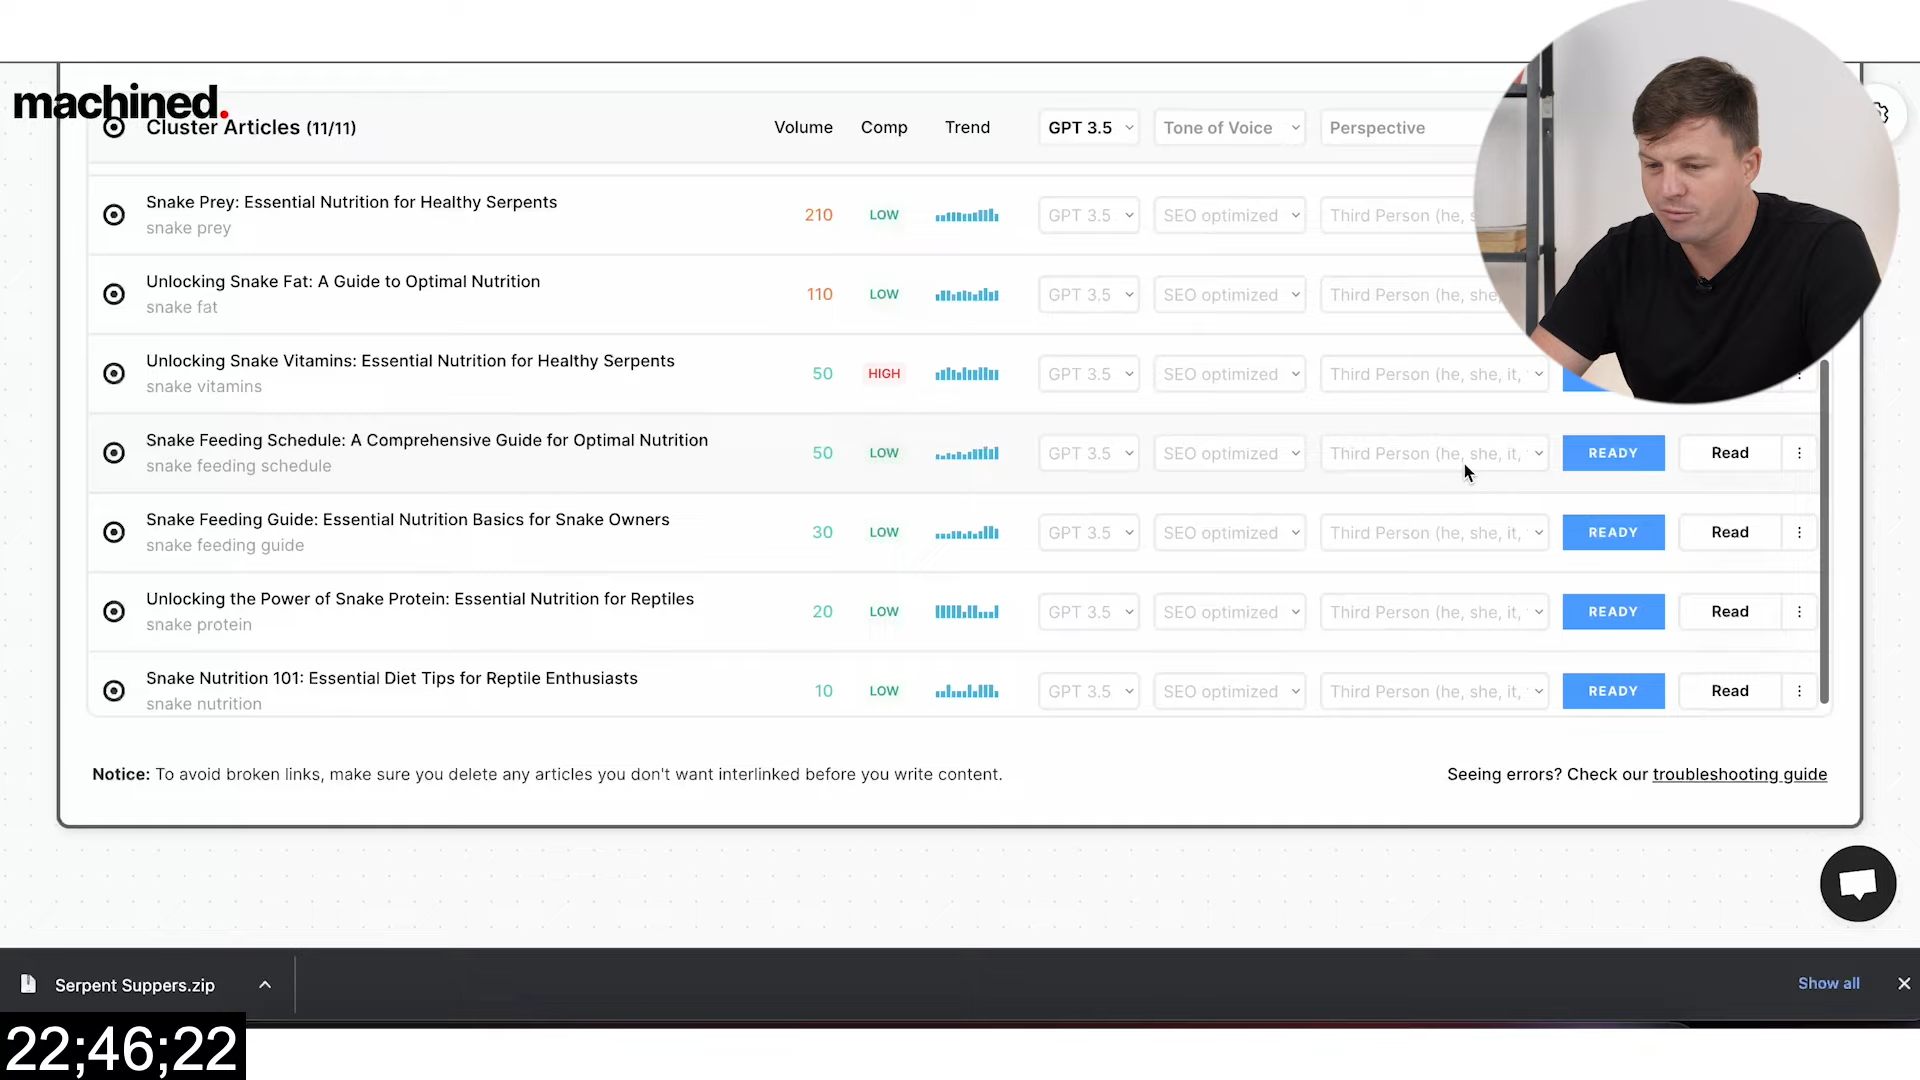 machined.
Cluster Articles (11/11) Volume Comp Trend GPT 3.5 Tone of Voice Perspective
Snake Prey: Essential Nutrition for Healthy Serpents
snake prey
210 LOW GPT 3.5 SEO optimized Third Person (he, s
Unlocking Snake Fat: A Guide to Optimal Nutrition
snake fat
110 LOW GPT 3.5 SEO optimized Third Person (he, she,
Unlocking Snake Vitamins: Essential Nutrition for Healthy Serpents
snake vitamins
50 HIGH GPT 3.5 SEO optimized Third Person (he, she, it,
Snake Feeding Schedule: A Comprehensive Guide for Optimal Nutrition
snake feeding schedule
50 LOW GPT 3.5 SEO optimized Third Person (he, she, it, READY Read
Snake Feeding Guide: Essential Nutrition Basics for Snake Owners
snake feeding guide
30 LOW GPT 3.5 SEO optimized Third Person (he, she, it, READY Read
Unlocking the Power of Snake Protein: Essential Nutrition for Reptiles
snake protein
20 LOW GPT 3.5 SEO optimized Third Person (he, she, it, READY Read
Snake Nutrition 101: Essential Diet Tips for Reptile Enthusiasts
snake nutrition
10 LOW GPT 3.5 SEO optimized Third Person (he, she, it, READY Read
Notice: To avoid broken links, make sure you delete any articles you don't want interlinked before you write content.
Seeing errors? Check our troubleshooting guide
Serpent Suppers.zip
Show all
22;46;22